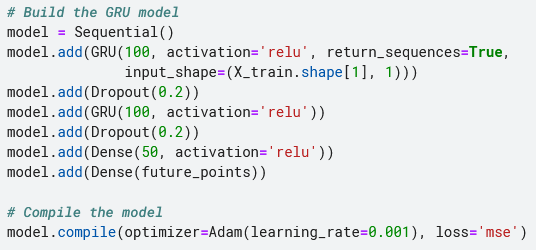 # Build the GRU model
model = Sequential()
model.add(GRU(100, activation='relu', return_sequences=True,
              input_shape=(X_train.shape[1], 1)))
model.add(Dropout(0.2))
model.add(GRU(100, activation='relu'))
model.add(Dropout(0.2))
model.add(Dense(50, activation='relu'))
model.add(Dense(future_points))

# Compile the model
model.compile(optimizer=Adam(learning_rate=0.001), loss='mse')